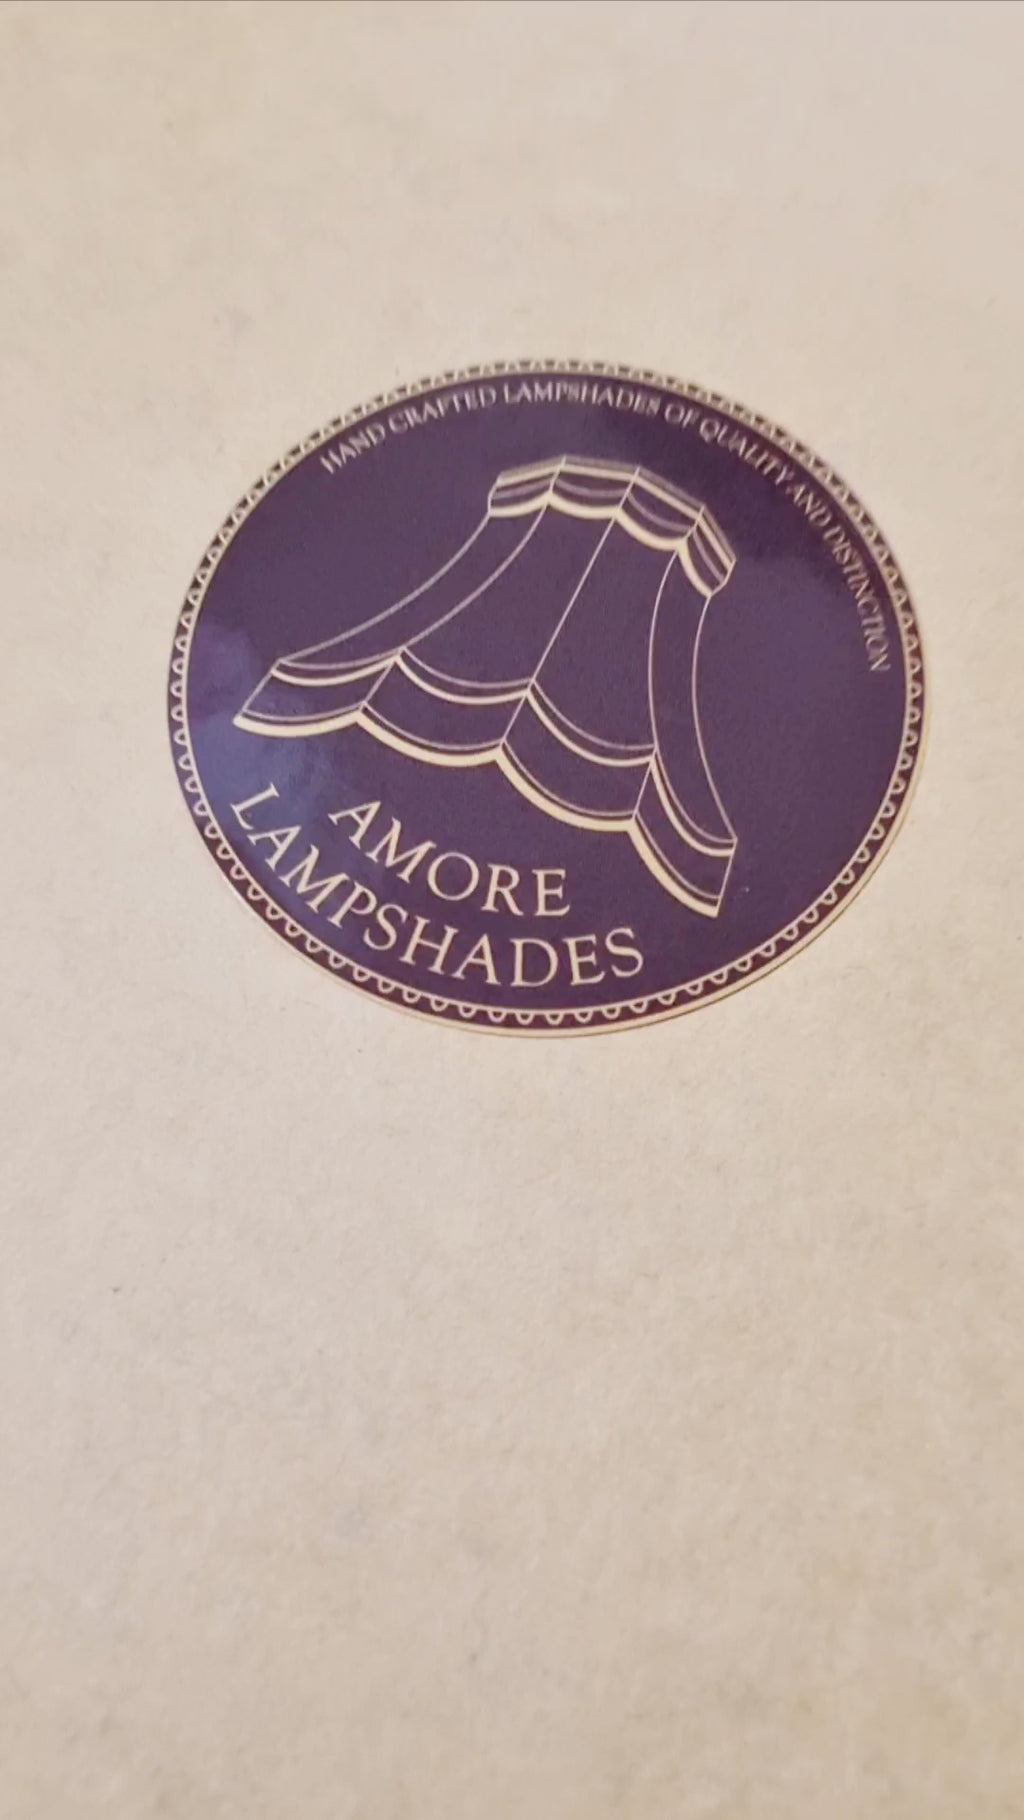 HAND CRAFTED LAMPSHADES OF QUALITY AND DISTINCTION
AMORE
LAMPSHADES